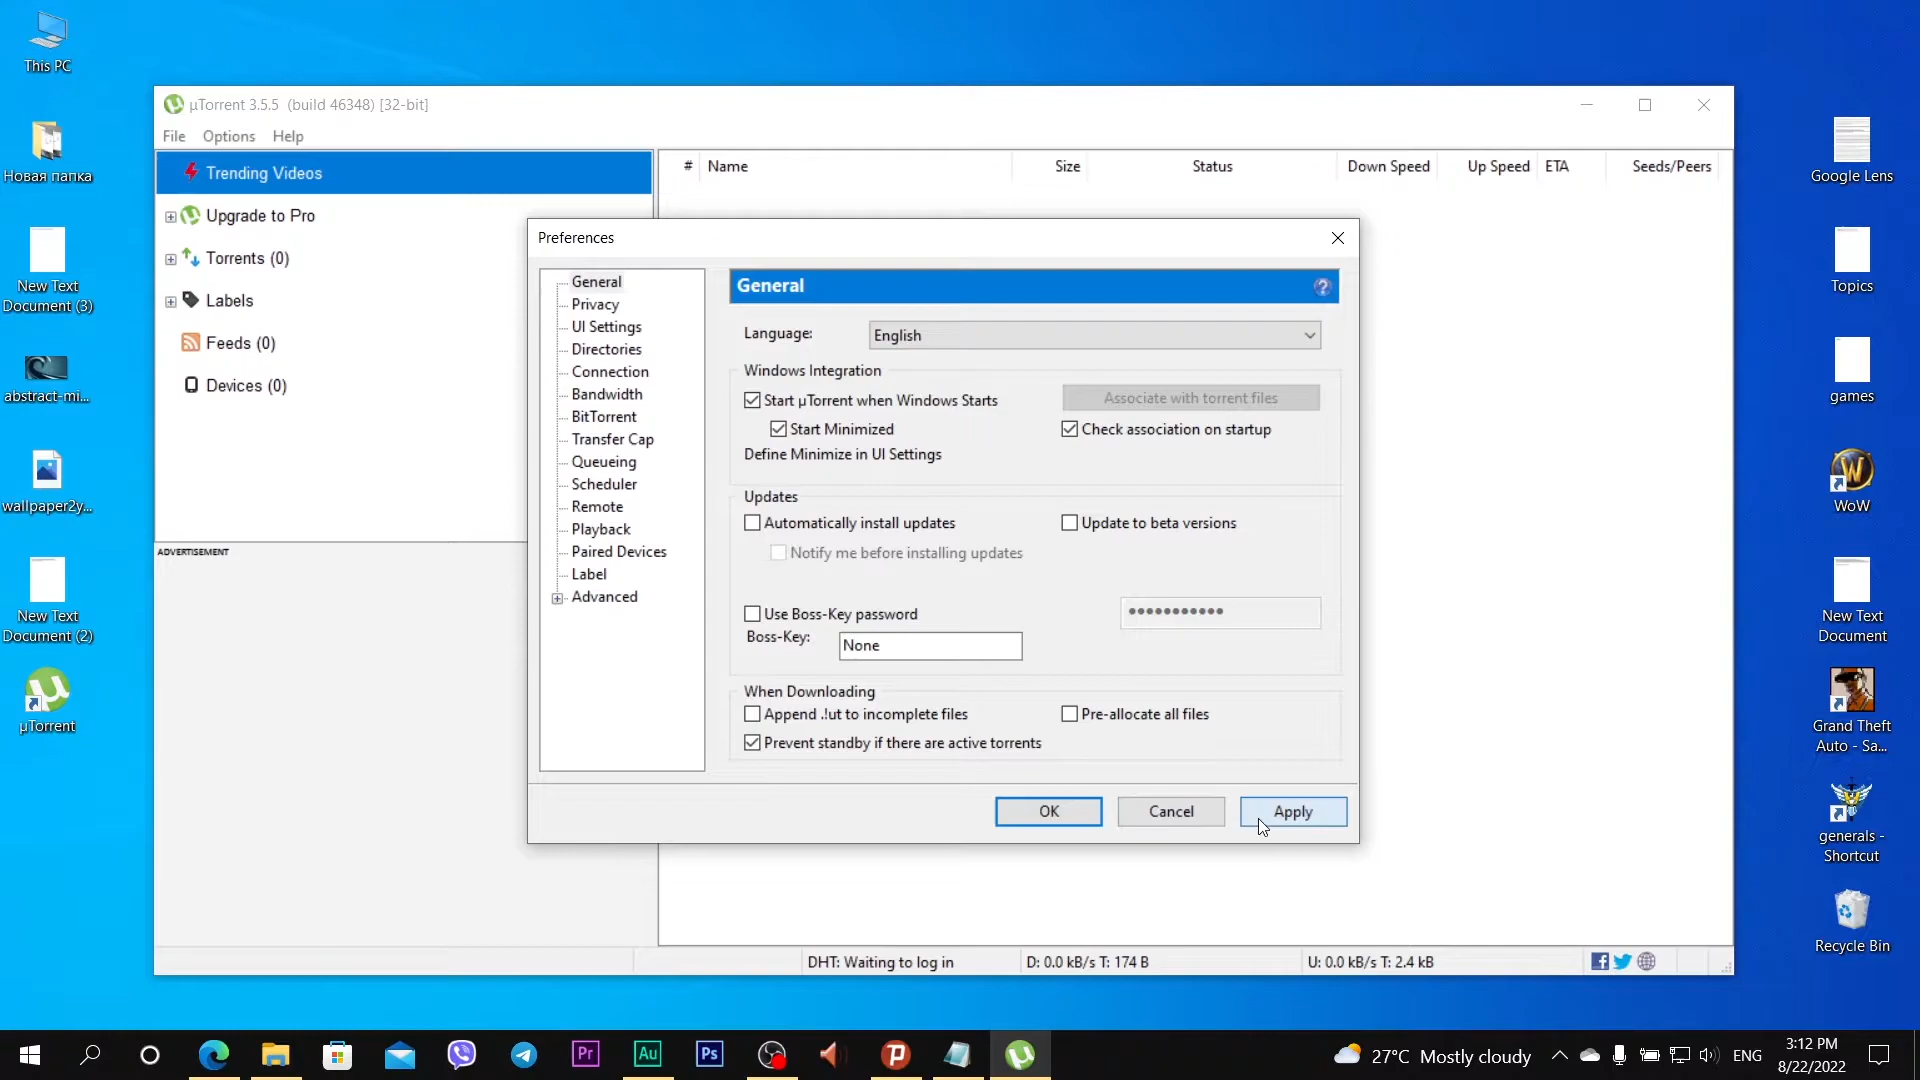 This PC
Новая папка
New Text
Document (3)
abstract-mi...
wallpaper2y...
New Text
Document (2)
µTorrent
µTorrent 3.5.5 (build 46348) [32-bit]
File Options Help
Trending Videos
Upgrade to Pro
Torrents (0)
Labels
Feeds (0)
Devices (0)
ADVERTISEMENT
# Name Size Status Down Speed Up Speed ETA Seeds/Peers
Preferences
General
Privacy
UI Settings
Directories
Connection
Bandwidth
BitTorrent
Transfer Cap
Queueing
Scheduler
Remote
Playback
Paired Devices
Label
Advanced
General
Language: English
Windows Integration
Start µTorrent when Windows Starts Associate with torrent files
Start Minimized Check association on startup
Define Minimize in UI Settings
Updates
Automatically install updates Update to beta versions
Notify me before installing updates
Use Boss-Key password
Boss-Key: None
When Downloading
Append .!ut to incomplete files Pre-allocate all files
Prevent standby if there are active torrents
OK Cancel Apply
DHT: Waiting to log in D: 0.0 kB/s T: 174 B U: 0.0 kB/s T: 2.4 kB
Google Lens
Topics
games
W
WoW
New Text
Document
Grand Theft
Auto - Sa...
generals -
Shortcut
Recycle Bin
Pr Au Ps
27°C Mostly cloudy
ENG
3:12 PM
8/22/2022